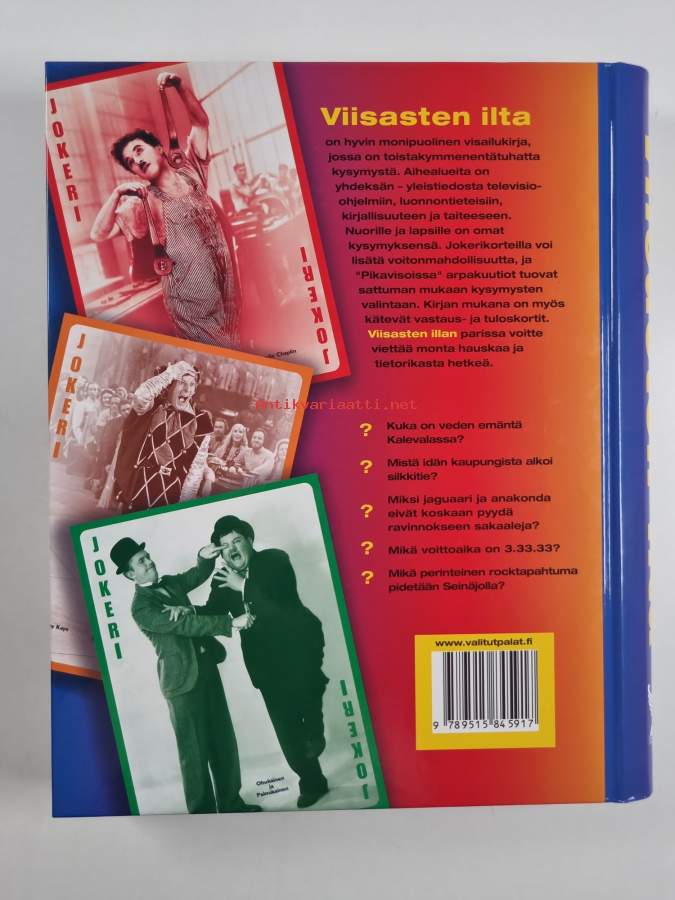 JOKERI
JOKERI
Chaplin
Viisasten ilta
on hyvin monipuolinen visailukirja,
jossa on toistakymmenentätuhatta
kysymystä. Aihealueita on
yhdeksän – yleistiedosta televisio-
ohjelmiin, luonnontieteisiin,
kirjallisuuteen ja taiteeseen.
Nuorille ja lapsille on omat
kysymyksensä. Jokerikorteilla voi
lisätä voitonmahdollisuutta, ja
"Pikavisoissa" arpakuutiot tuovat
sattuman mukaan kysymysten
valintaan. Kirjan mukana on myös
kätevät vastaus- ja tuloskortit.
Viisasten illan parissa voitte
viettää monta hauskaa ja
tietorikasta hetkeä.
JOKERI
Kaye
antikvariaatti.net
? Kuka on veden emäntä
Kalevalassa?
? Mistä idän kaupungista alkoi
silkkitie?
? Miksi jaguaari ja anakonda
eivät koskaan pyydä
ravinnokseen sakaaleja?
? Mikä voittoaika on 3.33.33?
? Mikä perinteinen rocktapahtuma
pidetään Seinäjolla?
JOKERI
JOKERI
Ohukainen
ja
Paksukainen
www.valitutpalat.fi
9 789515 845917